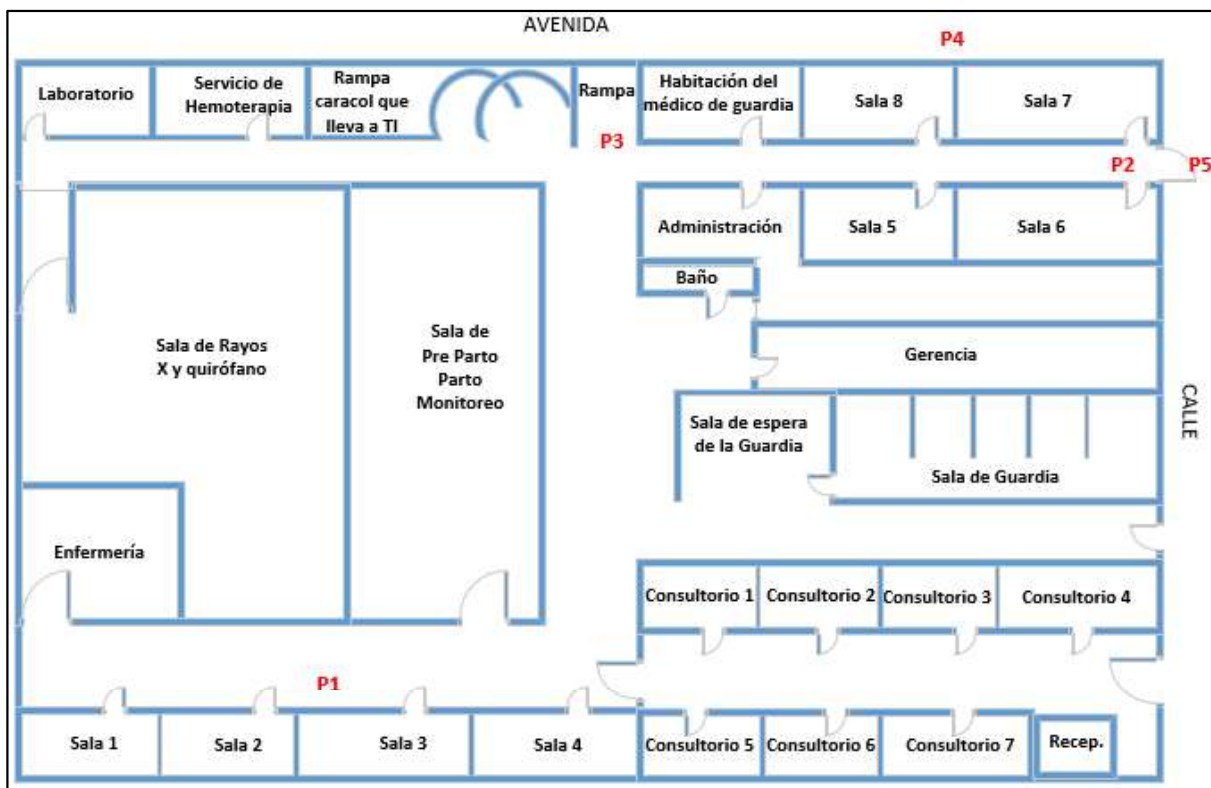 AVENIDA
P4
Laboratorio
Servicio de
Hemoterapia
Rampa
caracol que
lleva a TI
Rampa
Habitación del
médico de guardia
Sala 8
Sala 7
P3
P2
P5
Administración
Sala 5
Sala 6
Baño
Sala de Rayos
X y quirófano
Sala de
Pre Parto
Parto
Monitoreo
Gerencia
CALLE
Sala de espera
de la Guardia
Sala de Guardia
Enfermería
Consultorio 1
Consultorio 2
Consultorio 3
Consultorio 4
P1
Sala 1
Sala 2
Sala 3
Sala 4
Consultorio 5
Consultorio 6
Consultorio 7
Recep.